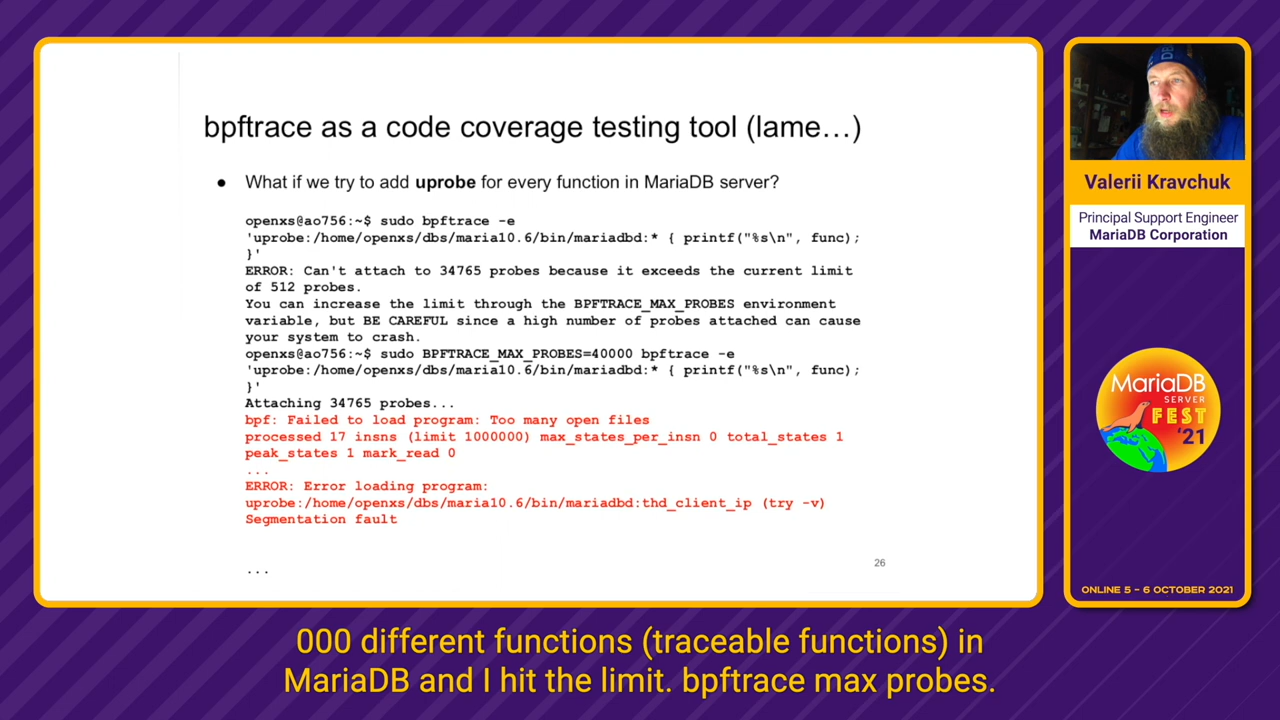 bpftrace as a code coverage testing tool (lame…)
● What if we try to add uprobe for every function in MariaDB server?
openxs@ao756:~$ sudo bpftrace -e
'uprobe:/home/openxs/dbs/maria10.6/bin/mariadbd:* { printf("%s\n", func);
}'
ERROR: Can't attach to 34765 probes because it exceeds the current limit
of 512 probes.
You can increase the limit through the BPFTRACE_MAX_PROBES environment
variable, but BE CAREFUL since a high number of probes attached can cause
your system to crash.
openxs@ao756:~$ sudo BPFTRACE_MAX_PROBES=40000 bpftrace -e
'uprobe:/home/openxs/dbs/maria10.6/bin/mariadbd:* { printf("%s\n", func);
}'
Attaching 34765 probes...
bpf: Failed to load program: Too many open files
processed 17 insns (limit 1000000) max_states_per_insn 0 total_states 1
peak_states 1 mark_read 0
...
ERROR: Error loading program:
uprobe:/home/openxs/dbs/maria10.6/bin/mariadbd:thd_client_ip (try -v)
Segmentation fault
...
26
Valerii Kravchuk
Principal Support Engineer
MariaDB Corporation
MariaDB
SERVER
FEST
'21
ONLINE 5 - 6 OCTOBER 2021
000 different functions (traceable functions) in
MariaDB and I hit the limit. bpftrace max probes.